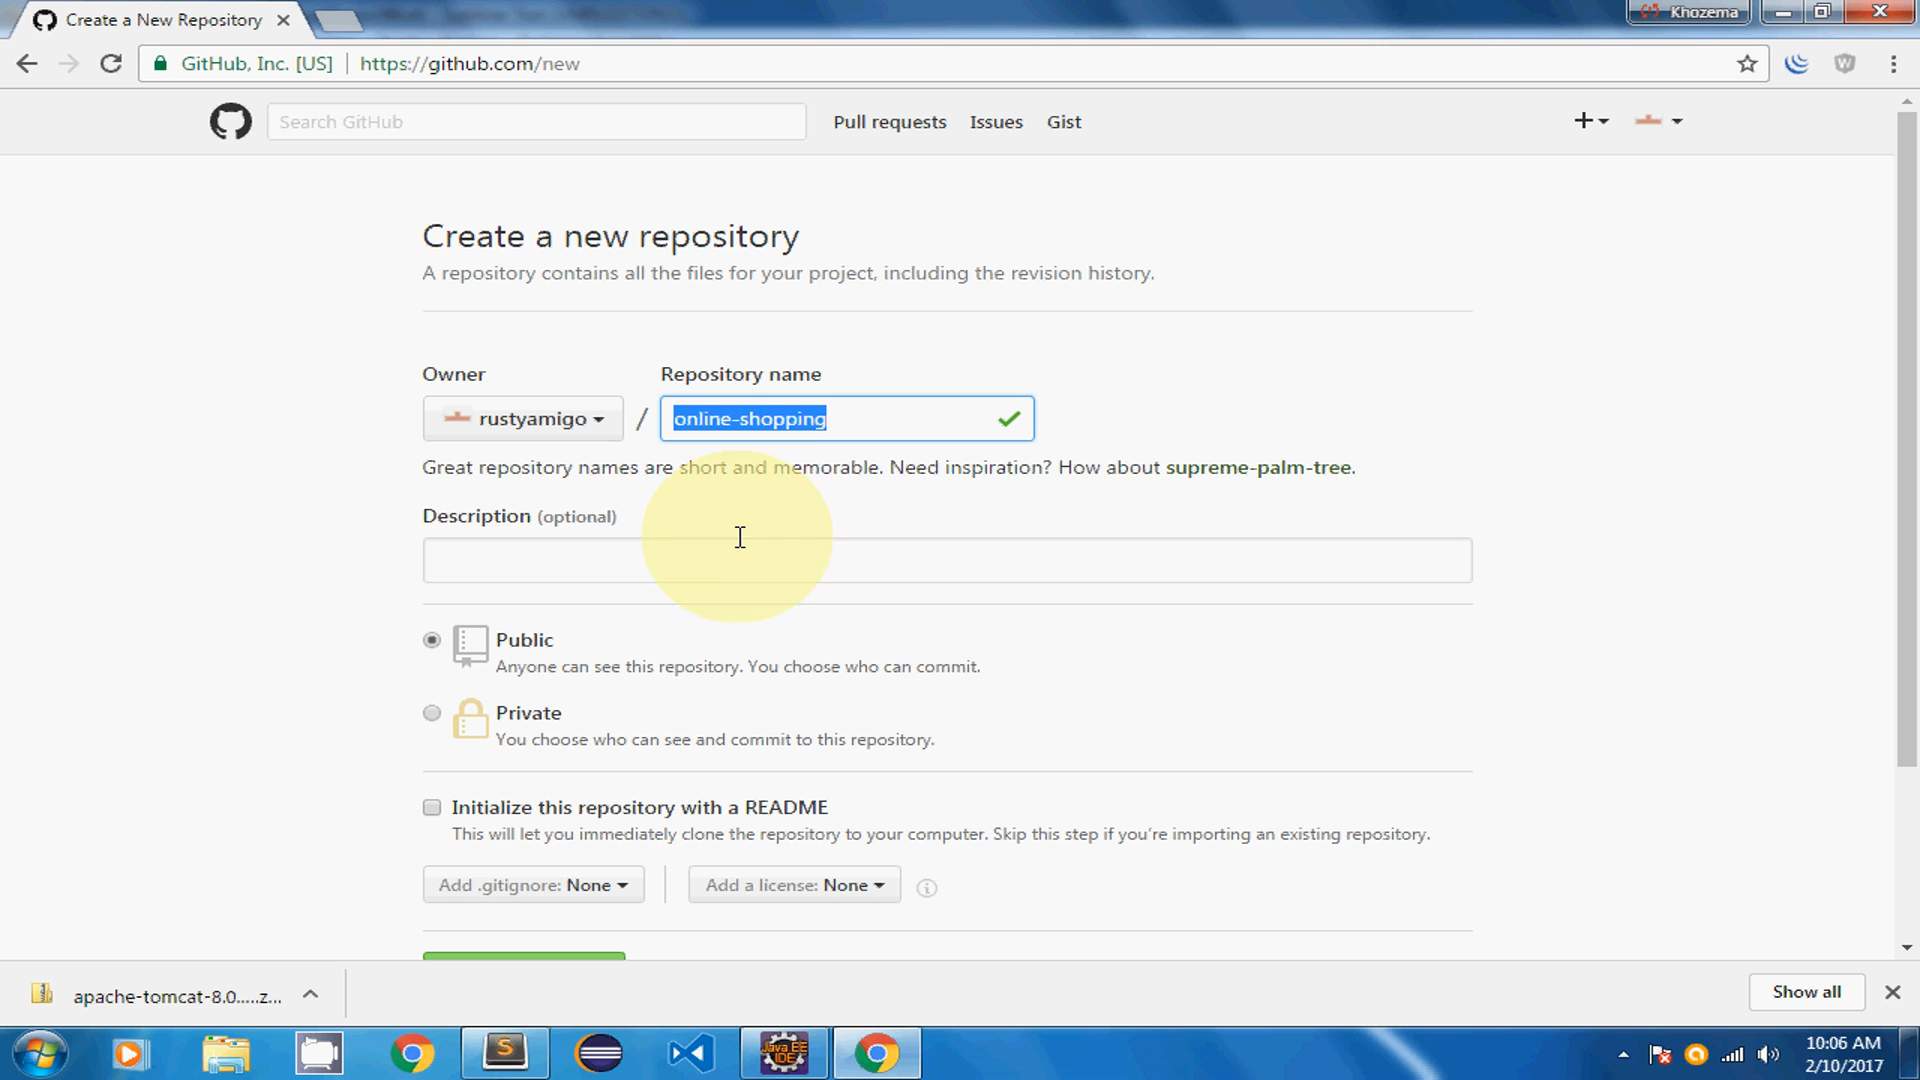 Create a New Repository
Khozema
GitHub, Inc. [US] https://github.com/new
Search GitHub
Pull requests Issues Gist
Create a new repository
A repository contains all the files for your project, including the revision history.
Owner Repository name
rustyamigo / online-shopping
Great repository names are short and memorable. Need inspiration? How about supreme-palm-tree.
Description (optional)
Public
Anyone can see this repository. You choose who can commit.
Private
You choose who can see and commit to this repository.
Initialize this repository with a README
This will let you immediately clone the repository to your computer. Skip this step if you're importing an existing repository.
Add .gitignore: None Add a license: None
apache-tomcat-8.0.....z... Show all
Java EE
IDE
10:06 AM
2/10/2017